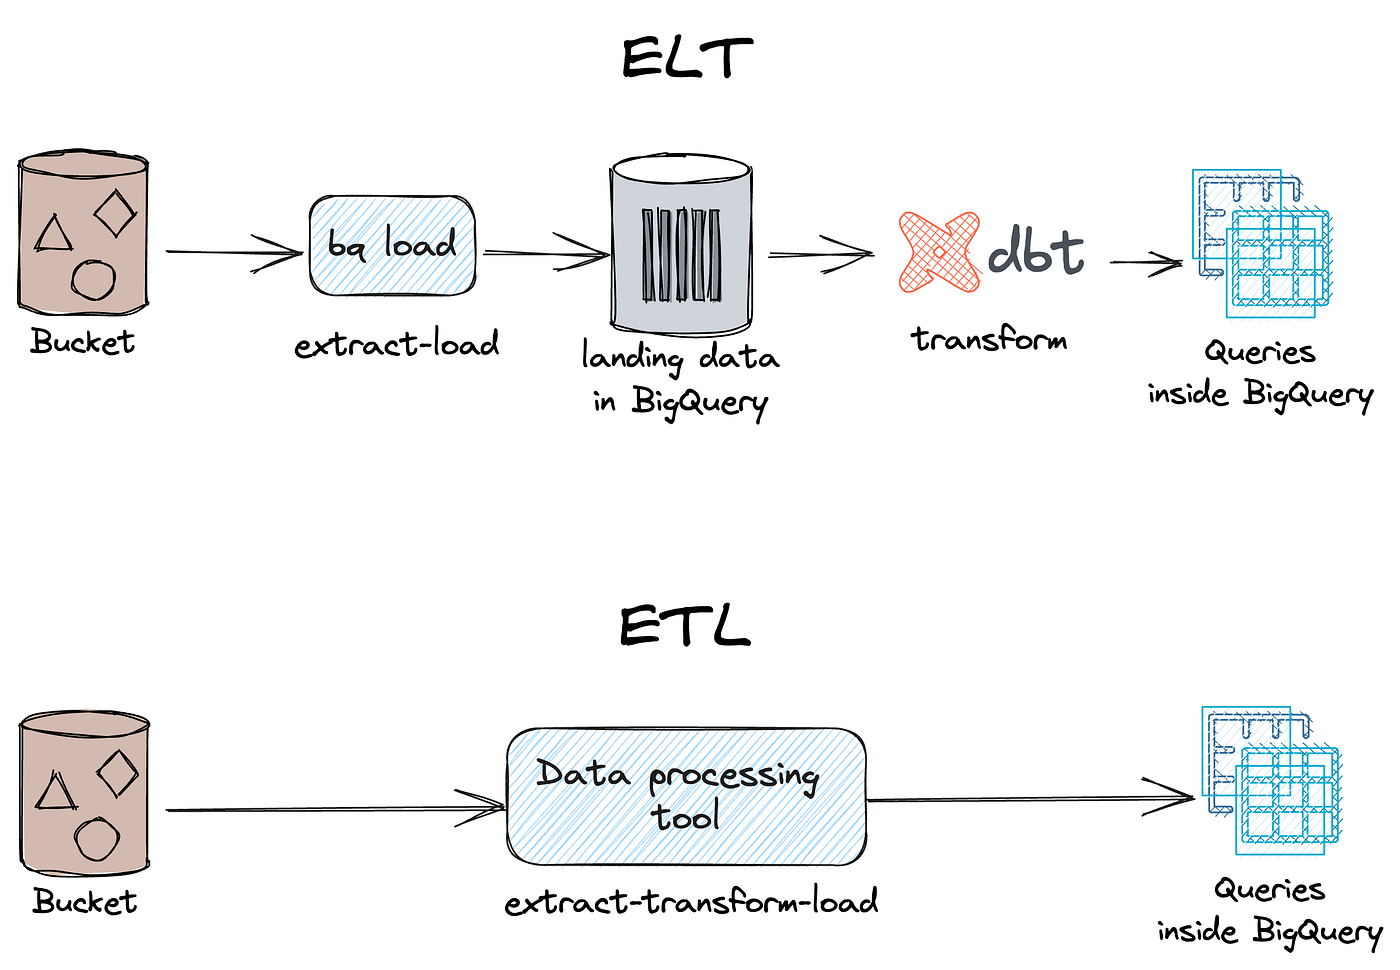 ELT
bq load
dbt
Bucket
extract-load
landing data
in BigQuery
transform
Queries
inside BigQuery
ETL
Data processing
tool
Bucket
extract-transform-load
Queries
inside BigQuery